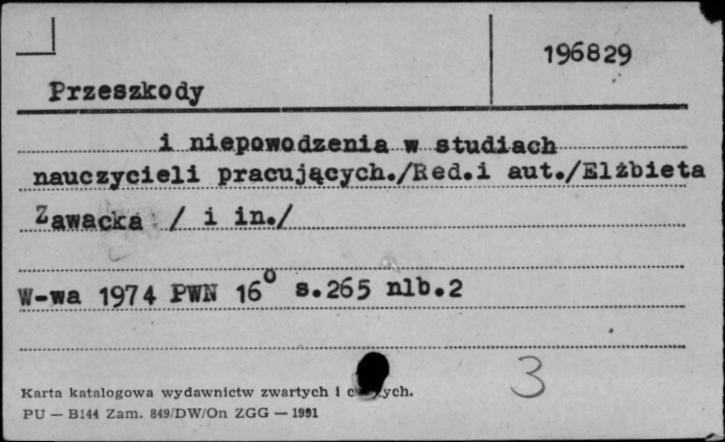 196829
Przeszkody
i niepowodzenia w studiach
nauczycieli pracujących./Red.i aut./Elżbieta
Zawacka / i in./
W-wa 1974 PWN 16° s.265 nlb.2
3
Karta katalogowa wydawnictw zwartych i
PU — B144 Zam. 849/DW/On ZGG — 1991